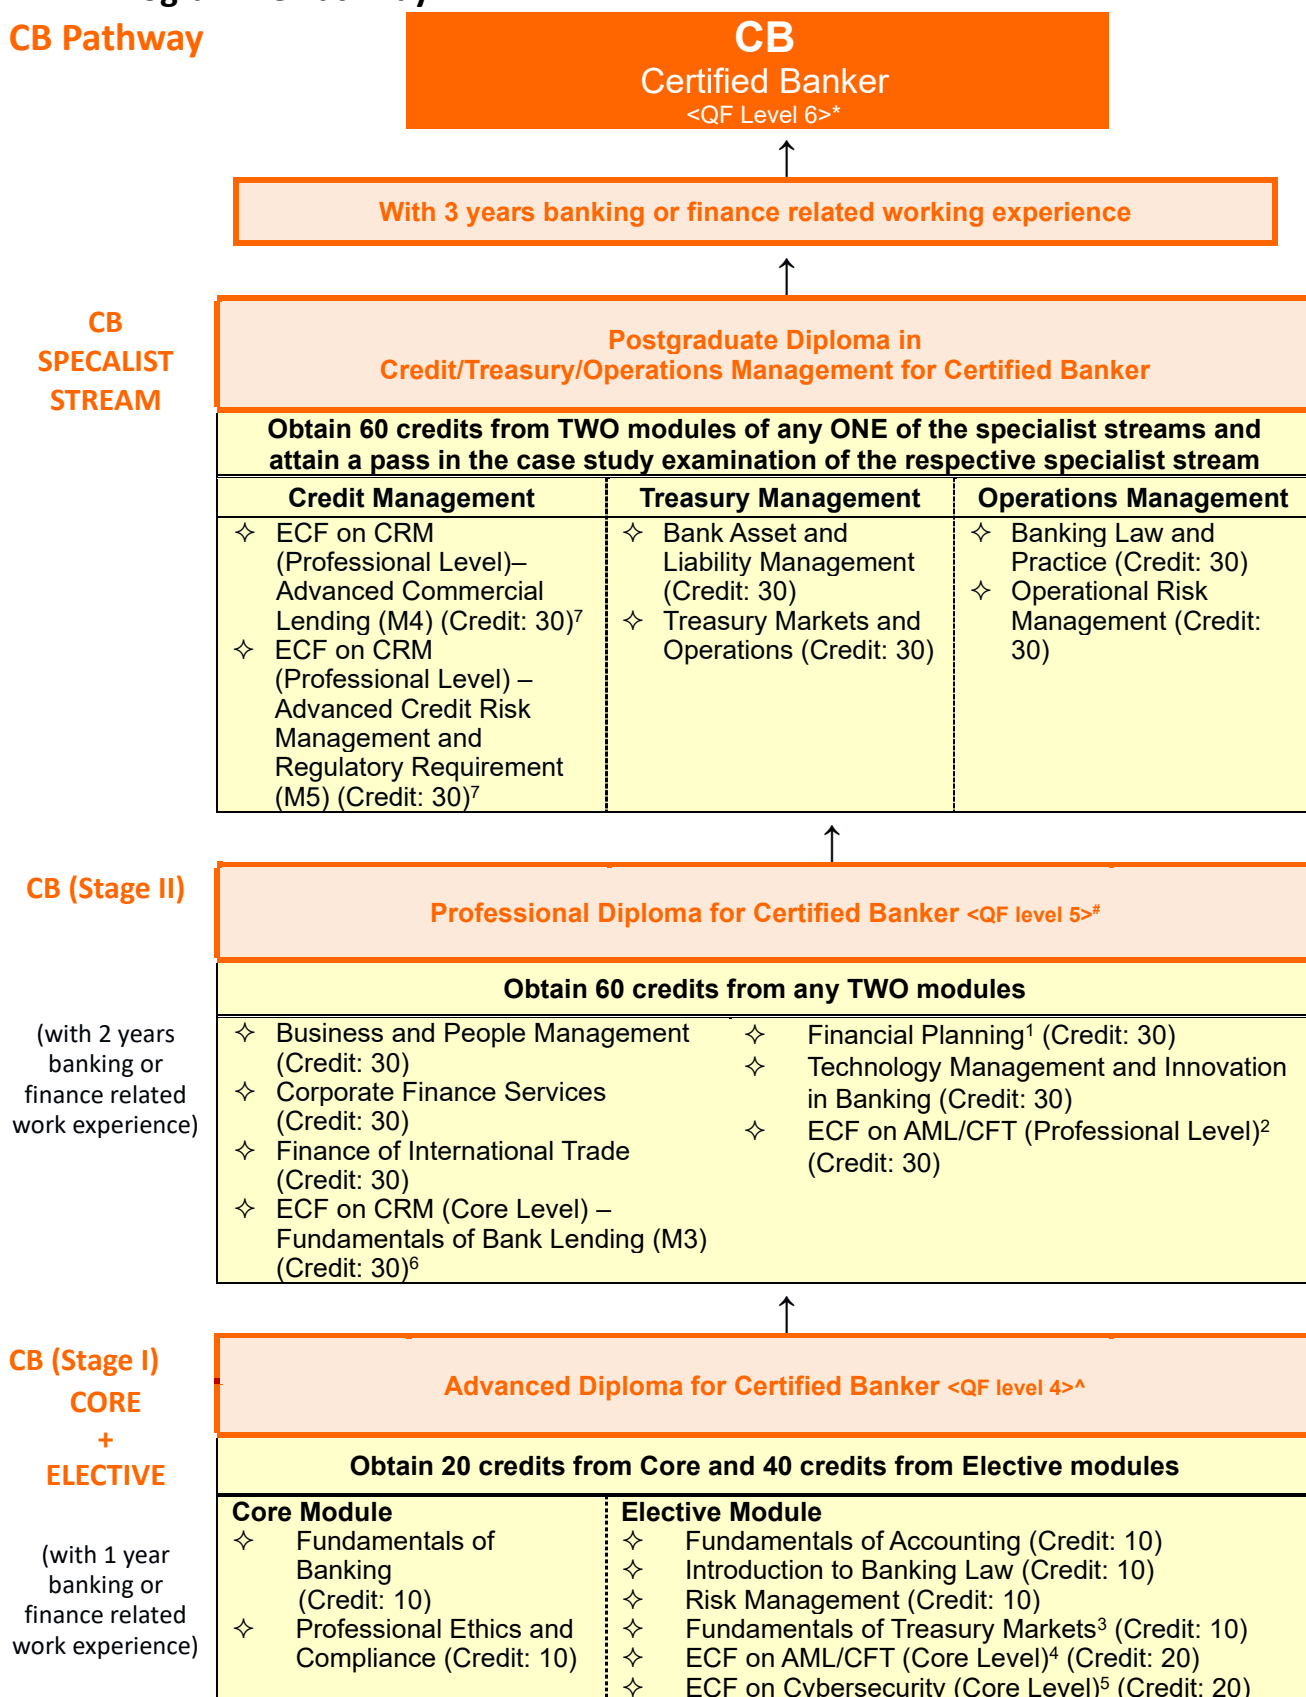 CB Pathway
CB
Certified Banker
<QF Level 6>*
↑
With 3 years banking or finance related working experience
↑
CB
SPECALIST
STREAM
Postgraduate Diploma in
Credit/Treasury/Operations Management for Certified Banker
Obtain 60 credits from TWO modules of any ONE of the specialist streams and
attain a pass in the case study examination of the respective specialist stream
Credit Management
✧ ECF on CRM
(Professional Level)–
Advanced Commercial
Lending (M4) (Credit: 30)⁷
✧ ECF on CRM
(Professional Level) –
Advanced Credit Risk
Management and
Regulatory Requirement
(M5) (Credit: 30)⁷
Treasury Management
✧ Bank Asset and
Liability Management
(Credit: 30)
✧ Treasury Markets and
Operations (Credit: 30)
Operations Management
✧ Banking Law and
Practice (Credit: 30)
✧ Operational Risk
Management (Credit:
30)
↑
CB (Stage II)
(with 2 years
banking or
finance related
work experience)
Professional Diploma for Certified Banker <QF level 5>#
Obtain 60 credits from any TWO modules
✧ Business and People Management
(Credit: 30)
✧ Corporate Finance Services
(Credit: 30)
✧ Finance of International Trade
(Credit: 30)
✧ ECF on CRM (Core Level) –
Fundamentals of Bank Lending (M3)
(Credit: 30)⁶
✧ Financial Planning¹ (Credit: 30)
✧ Technology Management and Innovation
in Banking (Credit: 30)
✧ ECF on AML/CFT (Professional Level)²
(Credit: 30)
↑
CB (Stage I)
CORE
+
ELECTIVE
(with 1 year
banking or
finance related
work experience)
Advanced Diploma for Certified Banker <QF level 4>^
Obtain 20 credits from Core and 40 credits from Elective modules
Core Module
✧ Fundamentals of
Banking
(Credit: 10)
✧ Professional Ethics and
Compliance (Credit: 10)
Elective Module
✧ Fundamentals of Accounting (Credit: 10)
✧ Introduction to Banking Law (Credit: 10)
✧ Risk Management (Credit: 10)
✧ Fundamentals of Treasury Markets³ (Credit: 10)
✧ ECF on AML/CFT (Core Level)⁴ (Credit: 20)
✧ ECF on Cybersecurity (Core Level)⁵ (Credit: 20)